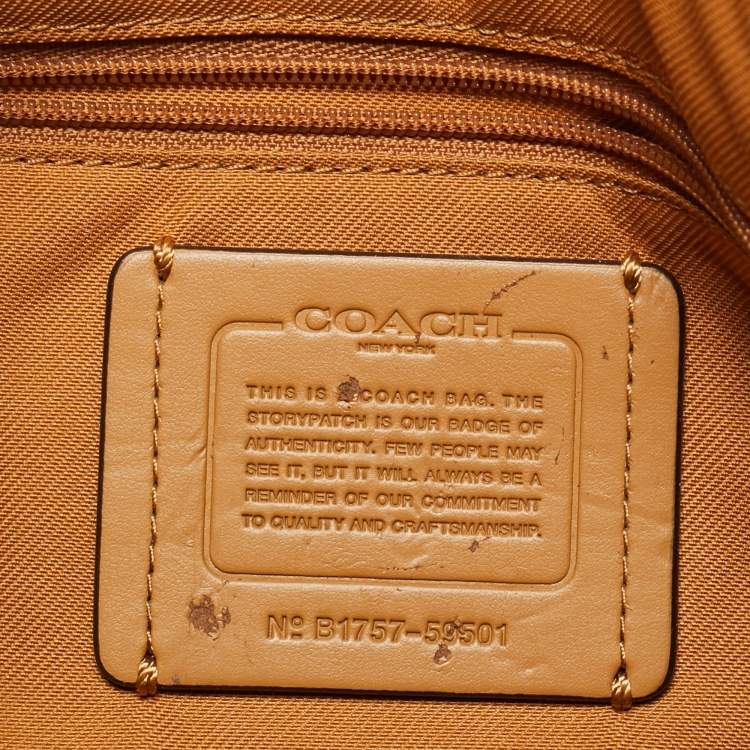 COACH
NEW YORK
THIS IS A COACH BAG. THE
STORYPATCH IS OUR BADGE OF
AUTHENTICITY. FEW PEOPLE MAY
SEE IT, BUT IT WILL ALWAYS BE A
REMINDER OF OUR COMMITMENT
TO QUALITY AND CRAFTSMANSHIP.
Nº B1757-59501